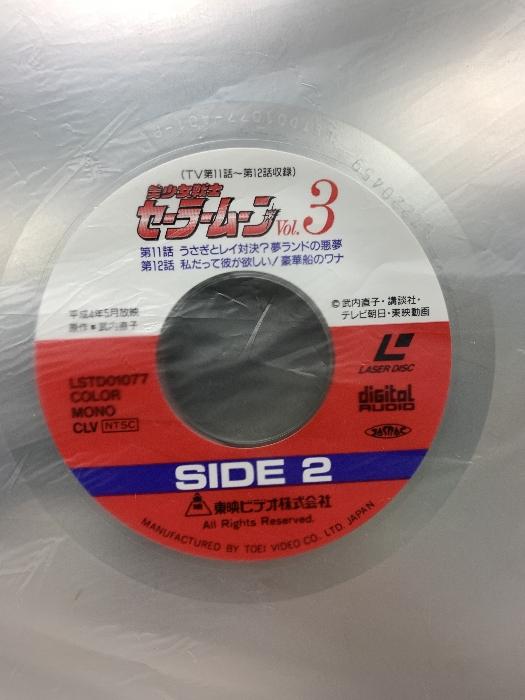 (TV第11話～第12話収録)
美少女戦士
セーラームーン Vol. 3
第11話 うさぎとレイ対決?夢ランドの悪夢
第12話 私だって彼が欲しい!豪華船のワナ
平成4年5月放映
原作■武内直子
©武内直子・講談社・
テレビ朝日・東映動画
LSTD01077
COLOR
MONO
CLV NTSC
LASER DISC
digital
AUDIO
SIDE 2
東映ビデオ株式会社
All Rights Reserved.
MANUFACTURED BY TOEI VIDEO CO. LTD. JAPAN